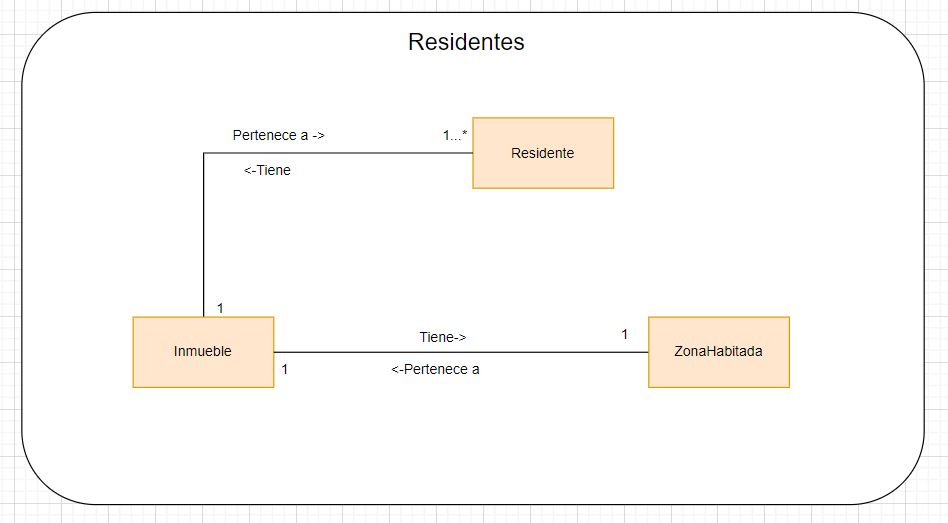 Residentes
Pertenece a ->
1...*
Residente
<-Tiene
1
Inmueble
Tiene->
1
ZonaHabitada
1
<-Pertenece a